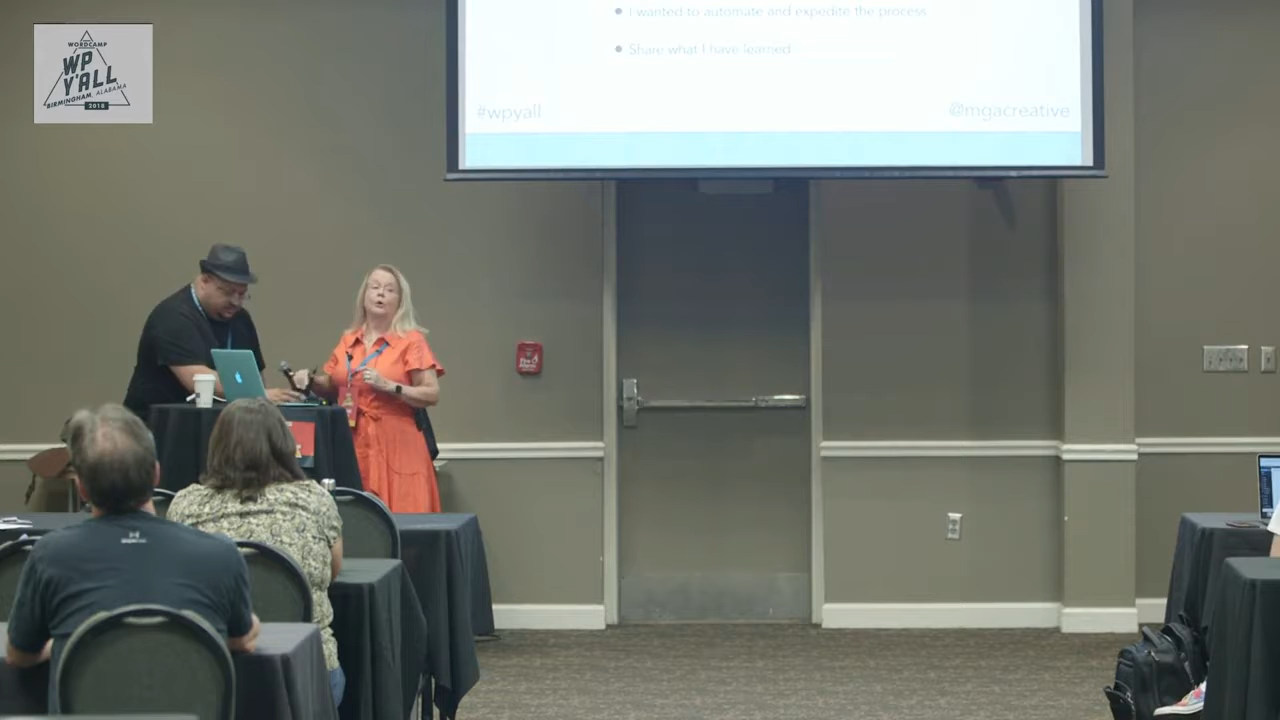 I wanted to automate and expedite the process
Share what I have learned
#wpyall
@mgacreative
WORDCAMP
WP
Y'ALL
BIRMINGHAM, ALABAMA
2018